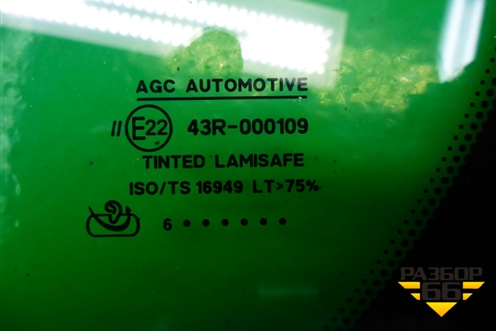 AGC AUTOMOTIVE
II E22 43R-000109
TINTED LAMISAFE
ISO/TS 16949 LT>75%
6 • • • • • •
РАЗБОР
66